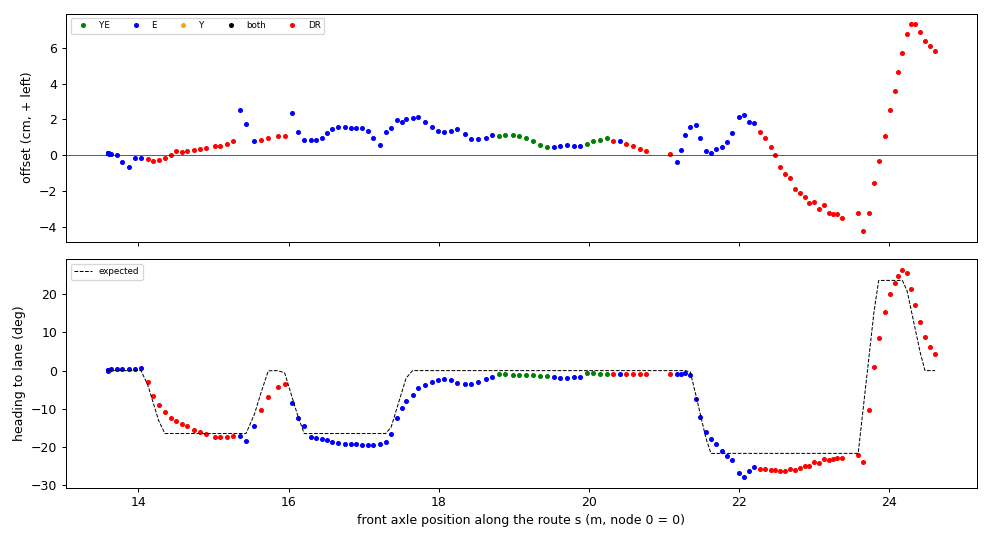 YE E Y both DR
offset (cm, + left)
6
4
2
0
−2
−4
expected
heading to lane (deg)
20
10
0
−10
−20
−30
14 16 18 20 22 24
front axle position along the route s (m, node 0 = 0)